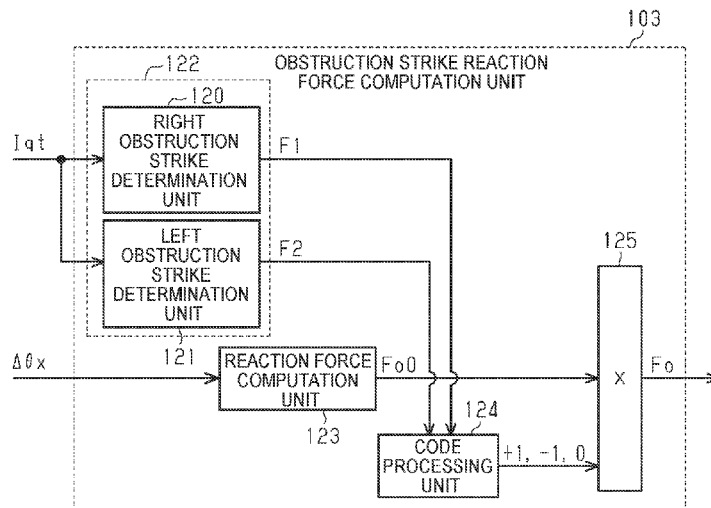 103
OBSTRUCTION STRIKE REACTION
FORCE COMPUTATION UNIT
122
120
RIGHT
OBSTRUCTION
STRIKE
DETERMINATION
UNIT
Iqt
F1
LEFT
OBSTRUCTION
STRIKE
DETERMINATION
UNIT
F2
121
125
Δθx
REACTION FORCE
COMPUTATION
UNIT
Fo0
X
Fo
123
124
CODE
PROCESSING
UNIT
+1, -1, 0